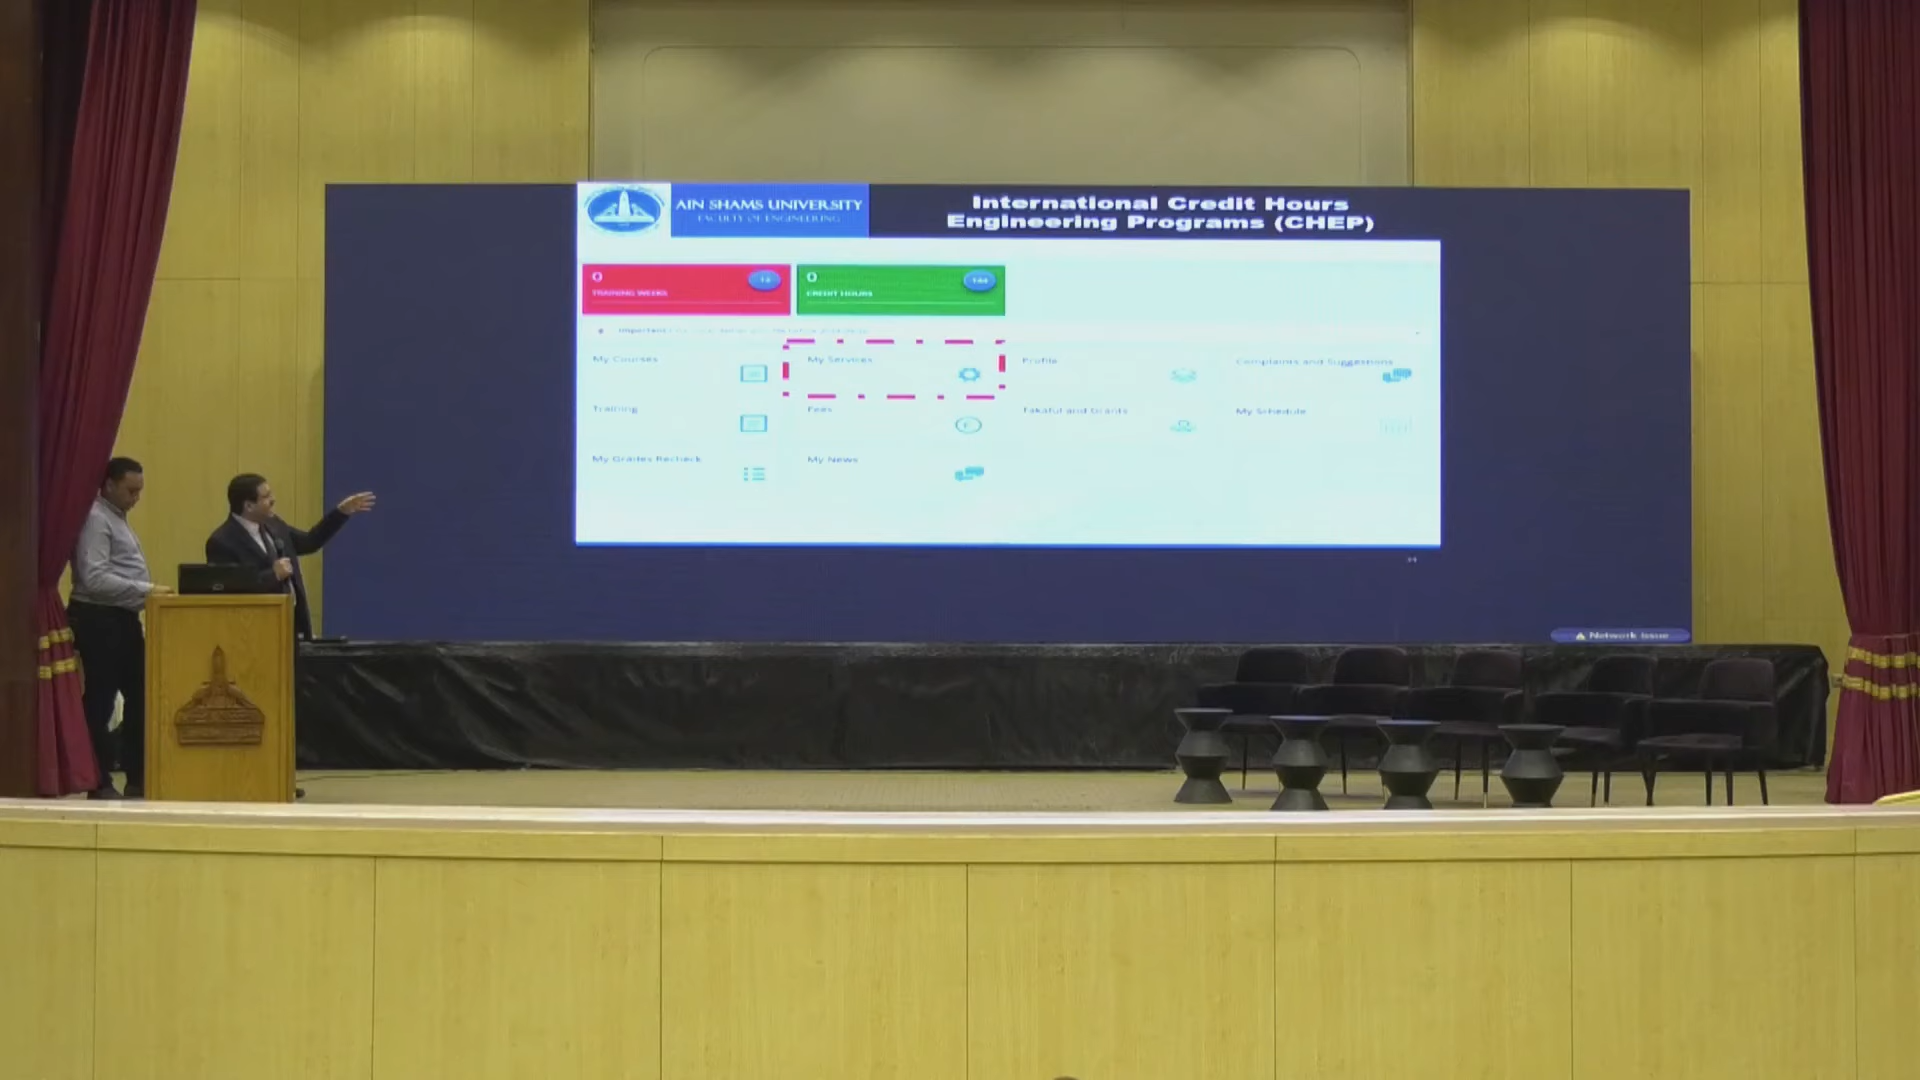 AIN SHAMS UNIVERSITY
FACULTY OF ENGINEERING
International Credit Hours
Engineering Programs (CHEP)
0
TRAINING WEEKS
0
144
CREDIT HOURS
Important
My Courses
My Services
Profile
Complaints and Suggestions
Training
Fees
Takaful and Grants
My Schedule
My Grades Recheck
My News
Network Issue